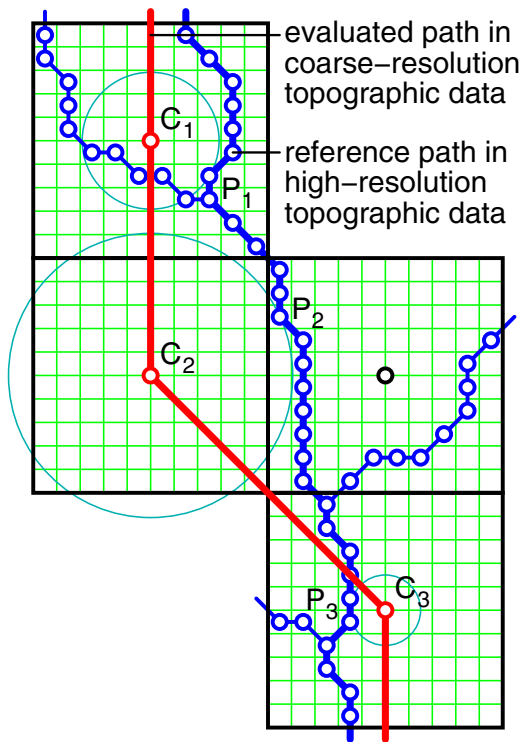 evaluated path in
coarse−resolution
topographic data
C1
reference path in
high−resolution
topographic data
P1
P2
C2
C3
P3